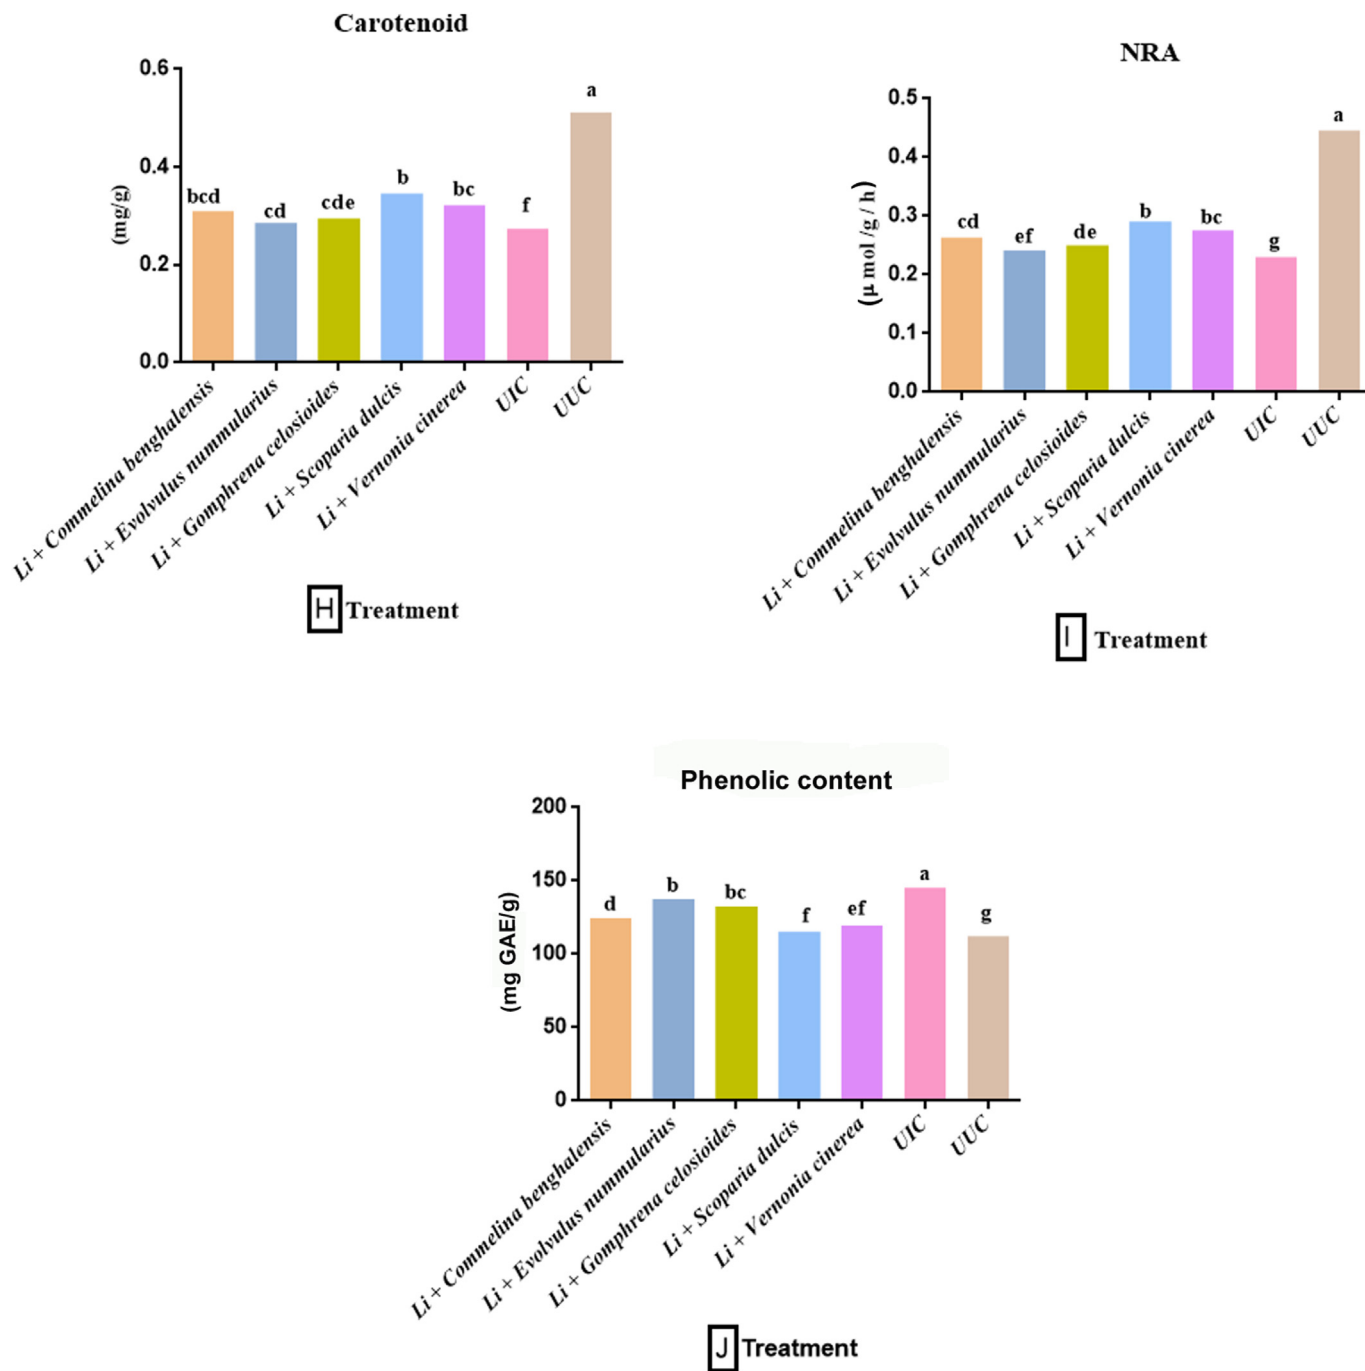 Carotenoid
(mg/g)
0.6
0.4
0.2
0.0
bcd
cd
cde
b
bc
f
a
Li + Commelina benghalensis
Li + Evolvulus nummularius
Li + Gomphrena celosioides
Li + Scoparia dulcis
Li + Vernonia cinerea
UIC
UUC
H Treatment
NRA
(μ mol /g / h)
0.5
0.4
0.3
0.2
0.1
0.0
cd
ef
de
b
bc
g
a
Li + Commelina benghalensis
Li + Evolvulus nummularius
Li + Gomphrena celosioides
Li + Scoparia dulcis
Li + Vernonia cinerea
UIC
UUC
I Treatment
Phenolic content
(mg GAE/g)
200
150
100
50
0
d
b
bc
f
ef
a
g
Li + Commelina benghalensis
Li + Evolvulus nummularius
Li + Gomphrena celosioides
Li + Scoparia dulcis
Li + Vernonia cinerea
UIC
UUC
J Treatment